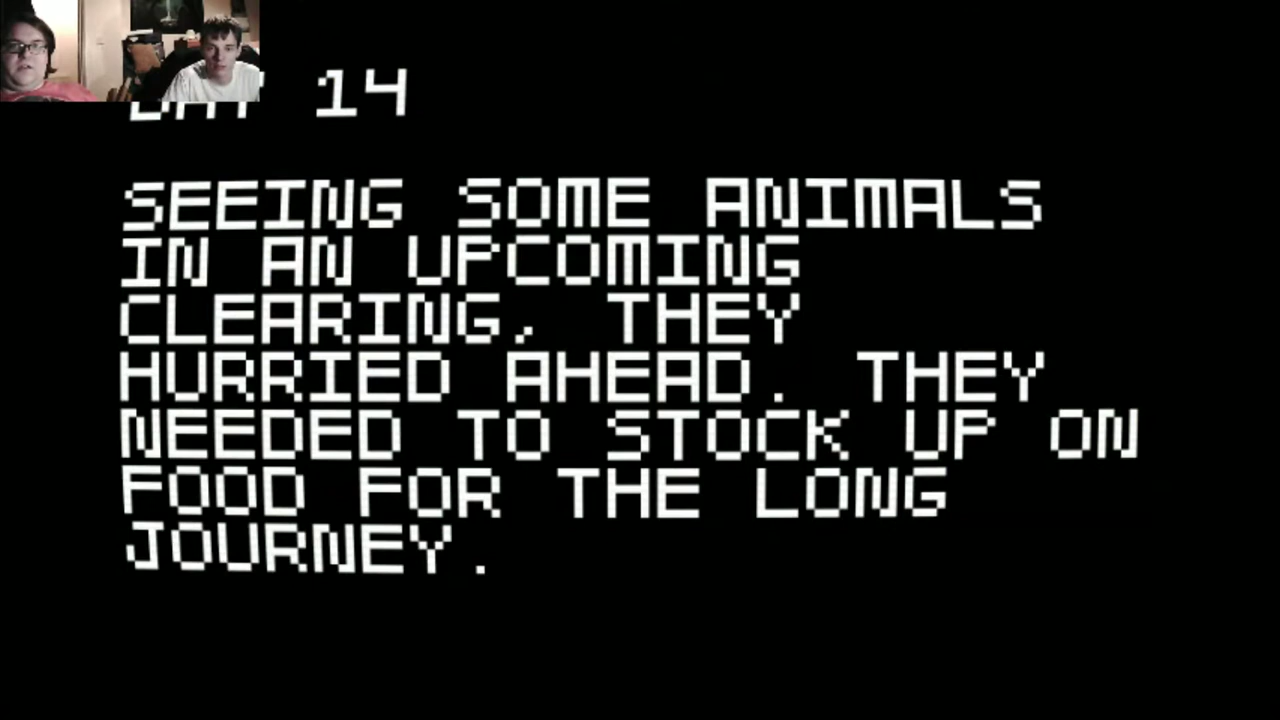 DAY 14
SEEING SOME ANIMALS
IN AN UPCOMING
CLEARING, THEY
HURRIED AHEAD. THEY
NEEDED TO STOCK UP ON
FOOD FOR THE LONG
JOURNEY.